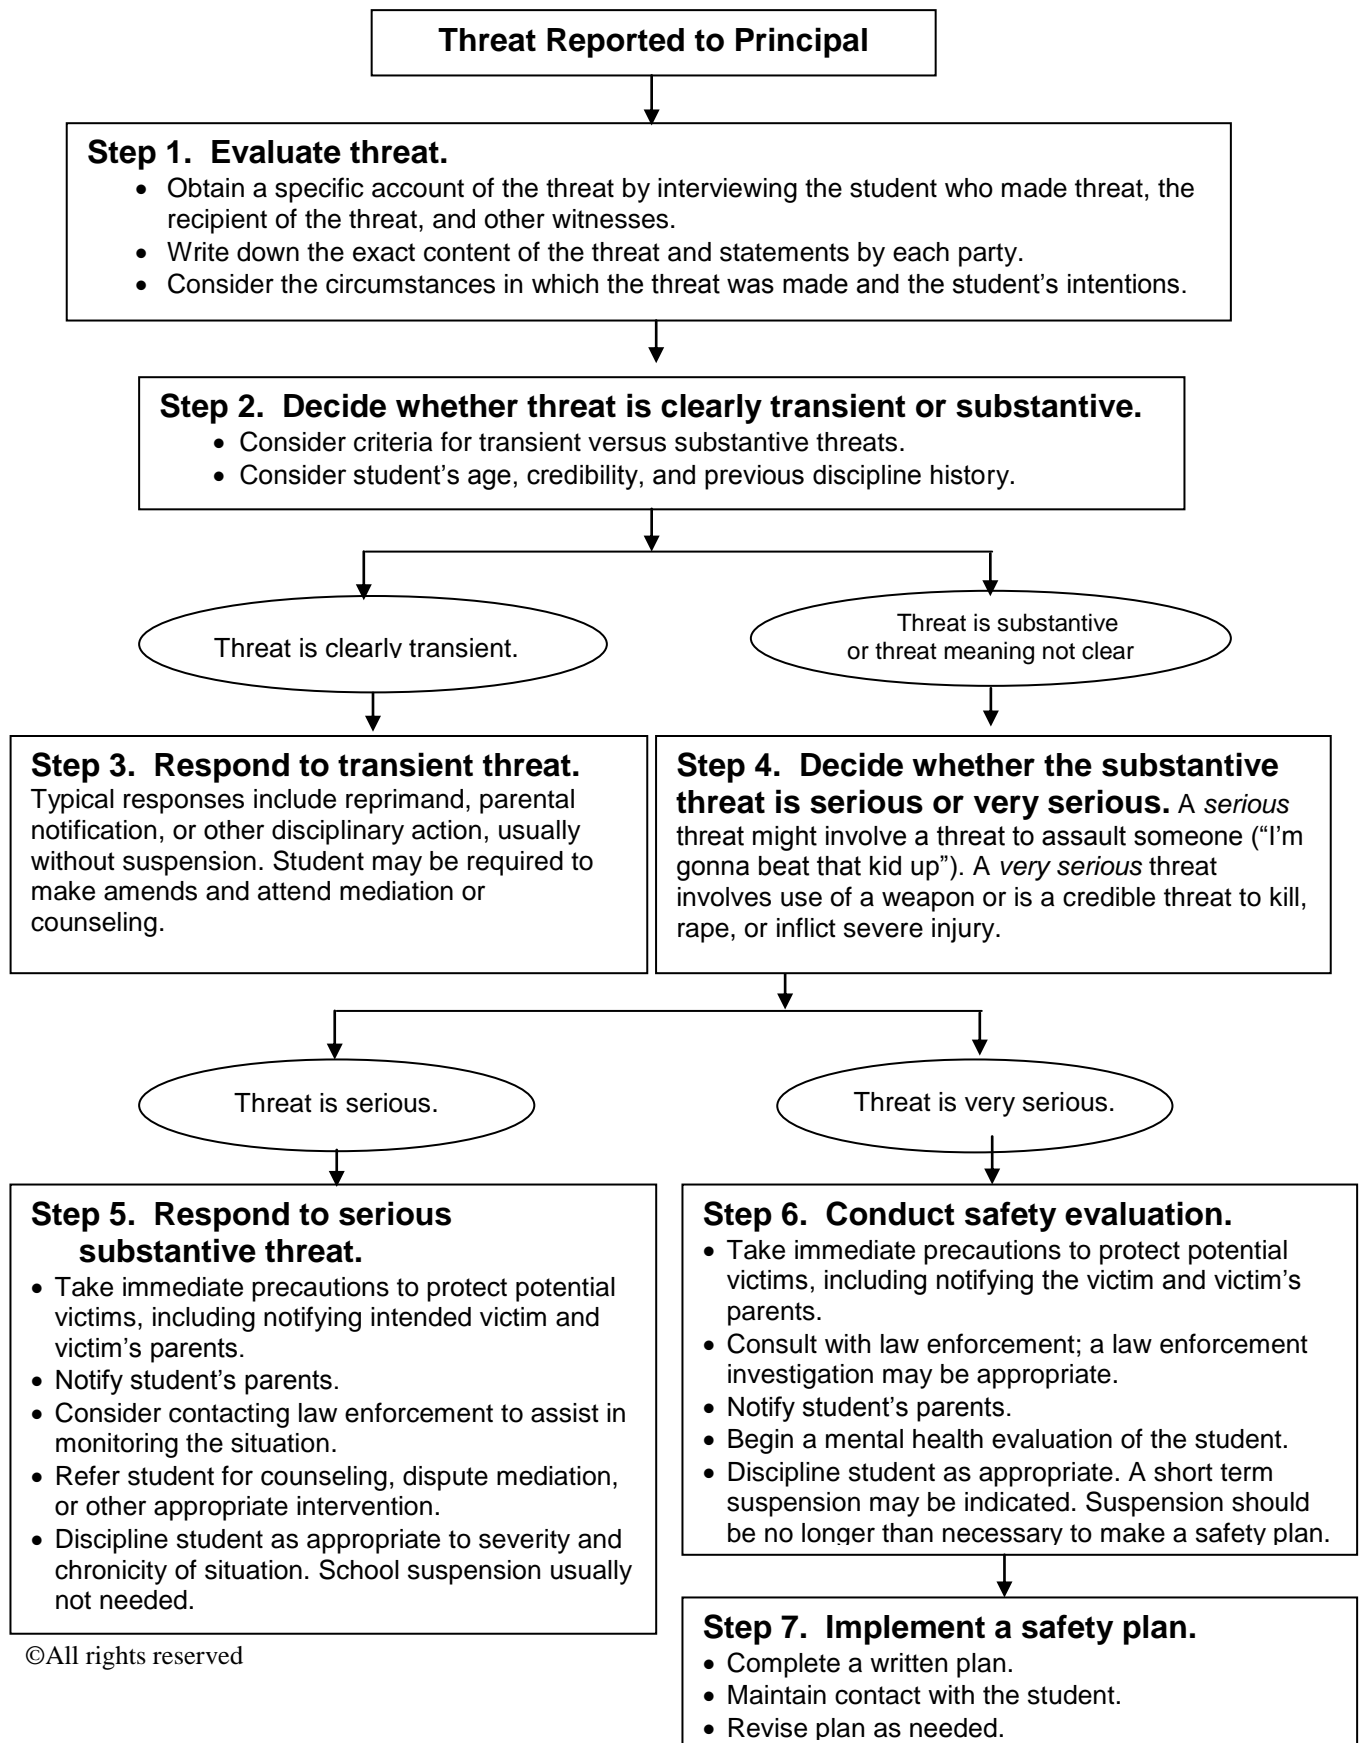 Threat Reported to Principal
Step 1. Evaluate threat.
• Obtain a specific account of the threat by interviewing the student who made threat, the
recipient of the threat, and other witnesses.
• Write down the exact content of the threat and statements by each party.
• Consider the circumstances in which the threat was made and the student’s intentions.
Step 2. Decide whether threat is clearly transient or substantive.
• Consider criteria for transient versus substantive threats.
• Consider student’s age, credibility, and previous discipline history.
Threat is clearly transient.
Threat is substantive
or threat meaning not clear
Step 3. Respond to transient threat.
Typical responses include reprimand, parental
notification, or other disciplinary action, usually
without suspension. Student may be required to
make amends and attend mediation or
counseling.
Step 4. Decide whether the substantive
threat is serious or very serious. A serious
threat might involve a threat to assault someone (“I’m
gonna beat that kid up”). A very serious threat
involves use of a weapon or is a credible threat to kill,
rape, or inflict severe injury.
Threat is serious.
Threat is very serious.
Step 5. Respond to serious
substantive threat.
• Take immediate precautions to protect potential
victims, including notifying intended victim and
victim’s parents.
• Notify student’s parents.
• Consider contacting law enforcement to assist in
monitoring the situation.
• Refer student for counseling, dispute mediation,
or other appropriate intervention.
• Discipline student as appropriate to severity and
chronicity of situation. School suspension usually
not needed.
Step 6. Conduct safety evaluation.
• Take immediate precautions to protect potential
victims, including notifying the victim and victim’s
parents.
• Consult with law enforcement; a law enforcement
investigation may be appropriate.
• Notify student’s parents.
• Begin a mental health evaluation of the student.
• Discipline student as appropriate. A short term
suspension may be indicated. Suspension should
be no longer than necessary to make a safety plan.
Step 7. Implement a safety plan.
• Complete a written plan.
• Maintain contact with the student.
• Revise plan as needed.
©All rights reserved